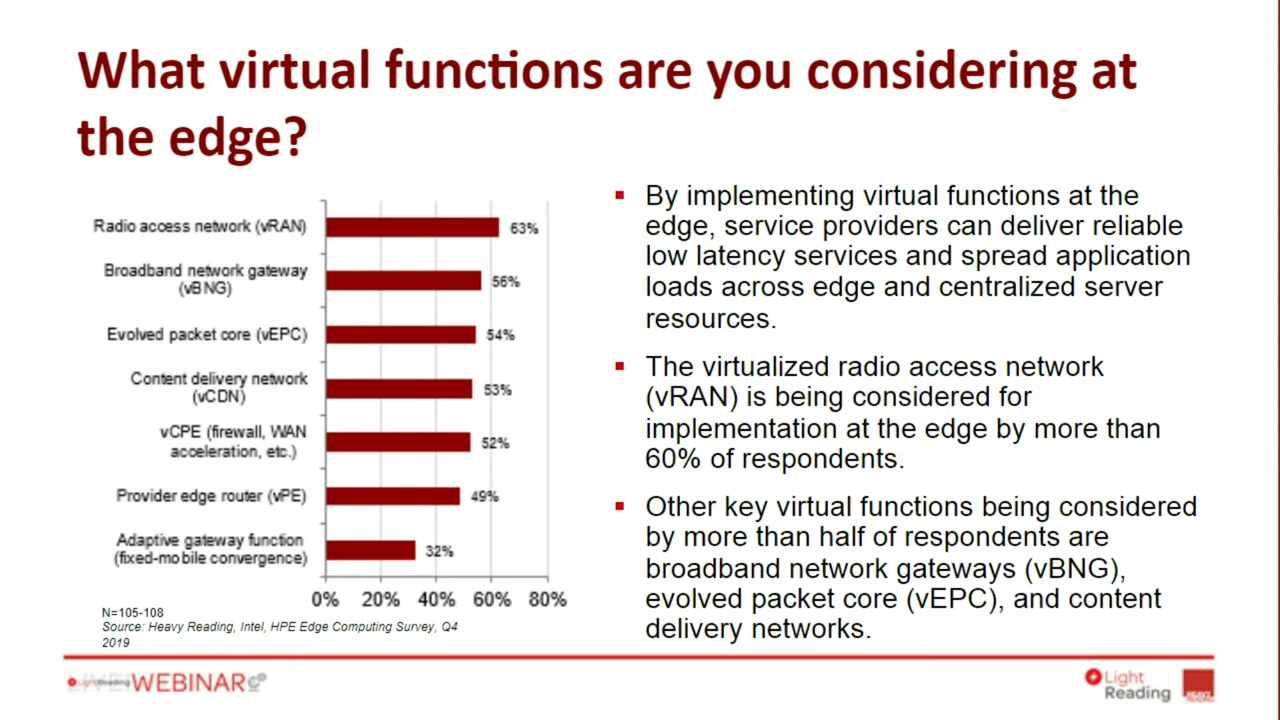 What virtual functions are you considering at
the edge?
Radio access network (vRAN)
63%
Broadband network gateway
(vBNG)
56%
Evolved packet core (vEPC)
54%
Content delivery network
(vCDN)
53%
vCPE (firewall, WAN
acceleration, etc.)
52%
Provider edge router (vPE)
49%
Adaptive gateway function
(fixed-mobile convergence)
32%
0% 20% 40% 60% 80%
N=105-108
Source: Heavy Reading, Intel, HPE Edge Computing Survey, Q4
2019
▪ By implementing virtual functions at the
edge, service providers can deliver reliable
low latency services and spread application
loads across edge and centralized server
resources.
▪ The virtualized radio access network
(vRAN) is being considered for
implementation at the edge by more than
60% of respondents.
▪ Other key virtual functions being considered
by more than half of respondents are
broadband network gateways (vBNG),
evolved packet core (vEPC), and content
delivery networks.
WEBINAR
Light
Reading
HEAVY
READING